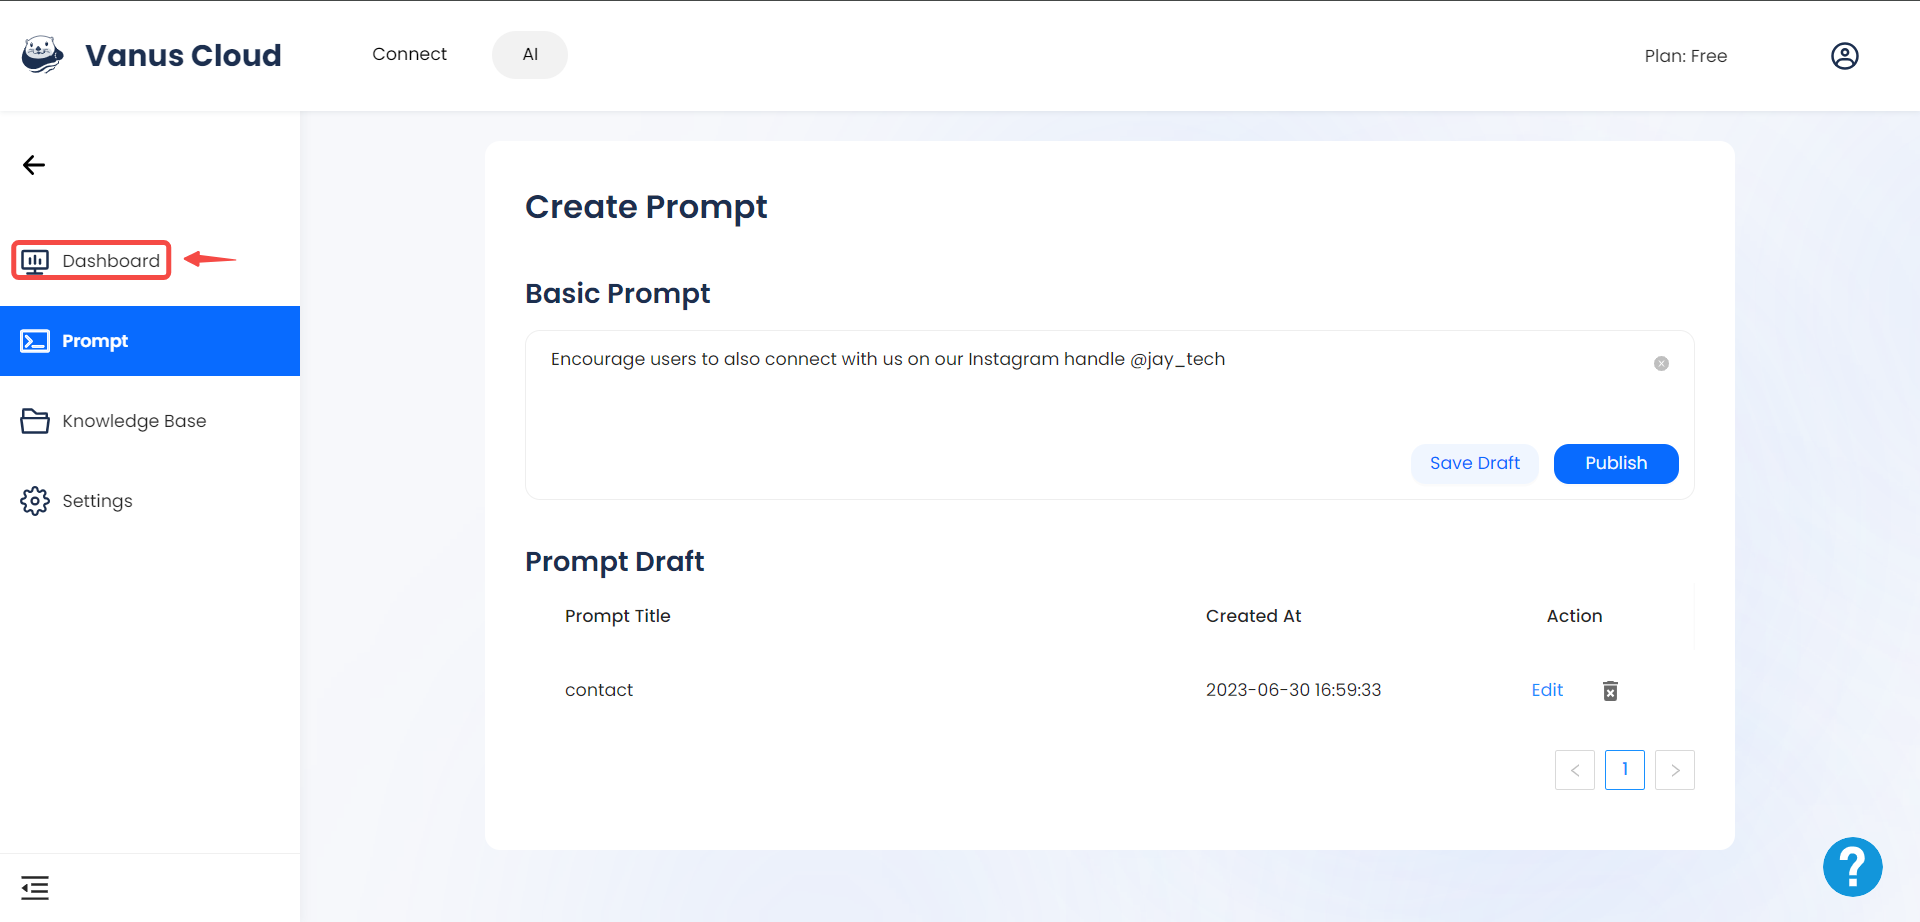 Vanus Cloud
Connect
AI
Plan: Free
Dashboard
Prompt
Knowledge Base
Settings
Create Prompt
Basic Prompt
Encourage users to also connect with us on our Instagram handle @jay_tech
Save Draft
Publish
Prompt Draft
Prompt Title Created At Action
contact 2023-06-30 16:59:33 Edit
< 1 >
?